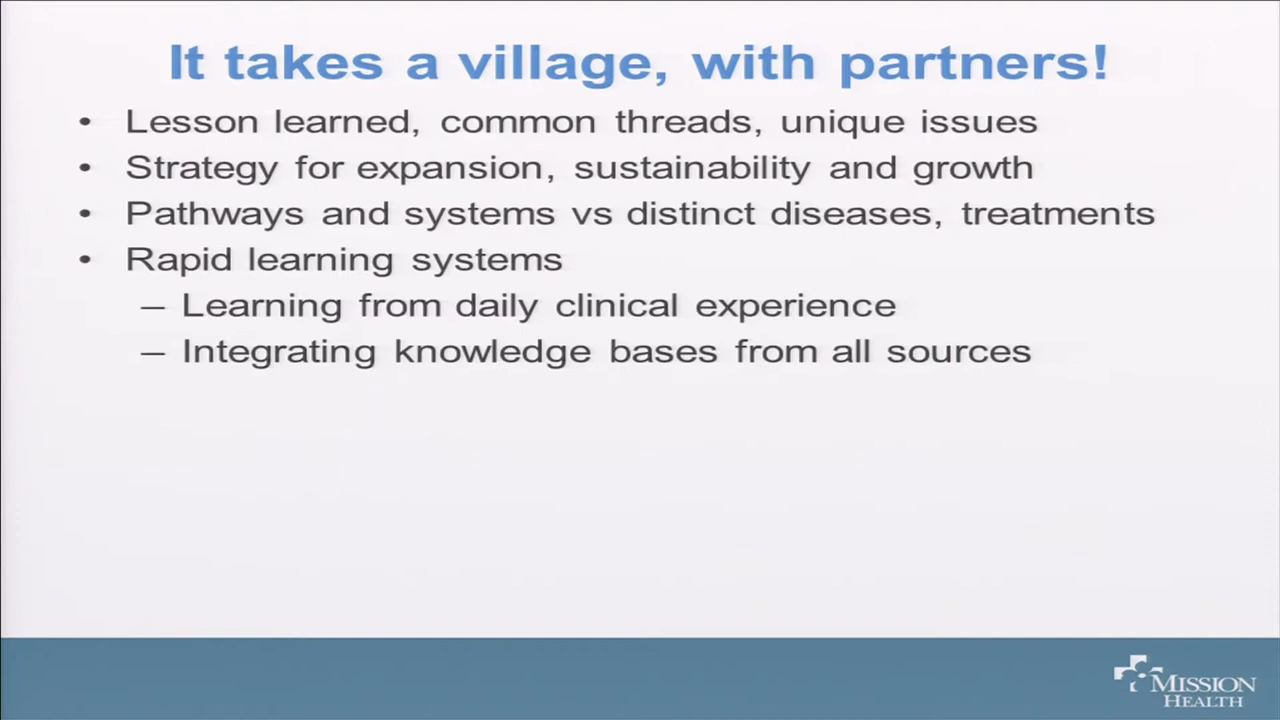 It takes a village, with partners!
• Lesson learned, common threads, unique issues
• Strategy for expansion, sustainability and growth
• Pathways and systems vs distinct diseases, treatments
• Rapid learning systems
– Learning from daily clinical experience
– Integrating knowledge bases from all sources
MISSION
HEALTH